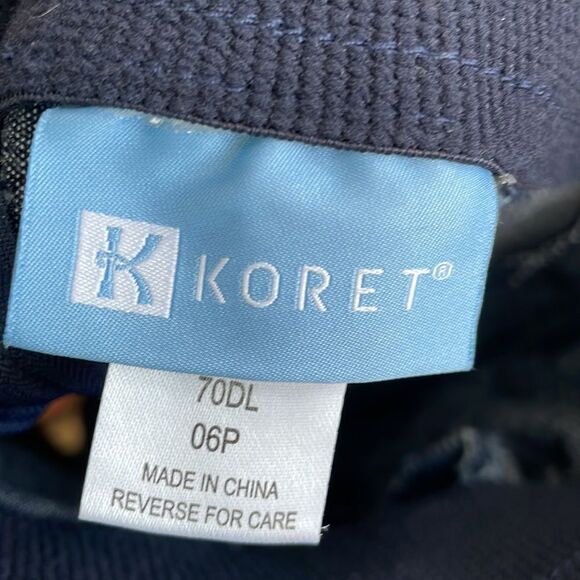 K KORET®
70DL
06P
MADE IN CHINA
REVERSE FOR CARE